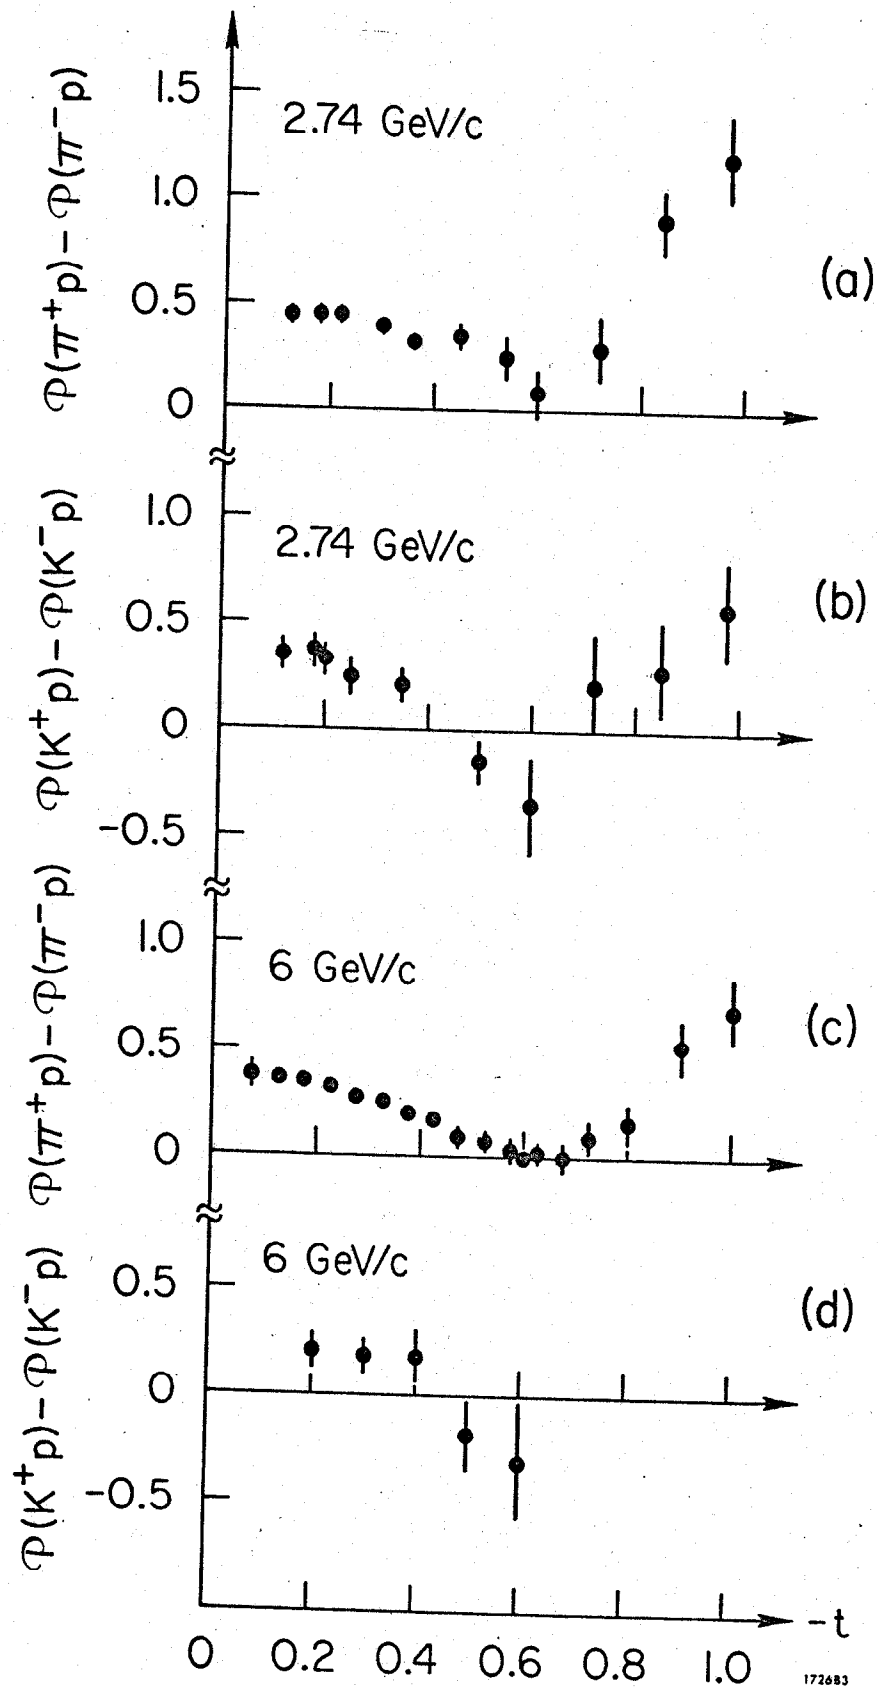 P(π⁺p)–P(π⁻p)
1.5
1.0
0.5
0
2.74 GeV/c
(a)
P(K⁺p)–P(K⁻p)
1.0
0.5
0
-0.5
2.74 GeV/c
(b)
P(π⁺p)–P(π⁻p)
1.0
0.5
0
6 GeV/c
(c)
P(K⁺p)–P(K⁻p)
0.5
0
-0.5
6 GeV/c
(d)
-t
0 0.2 0.4 0.6 0.8 1.0
1726B3